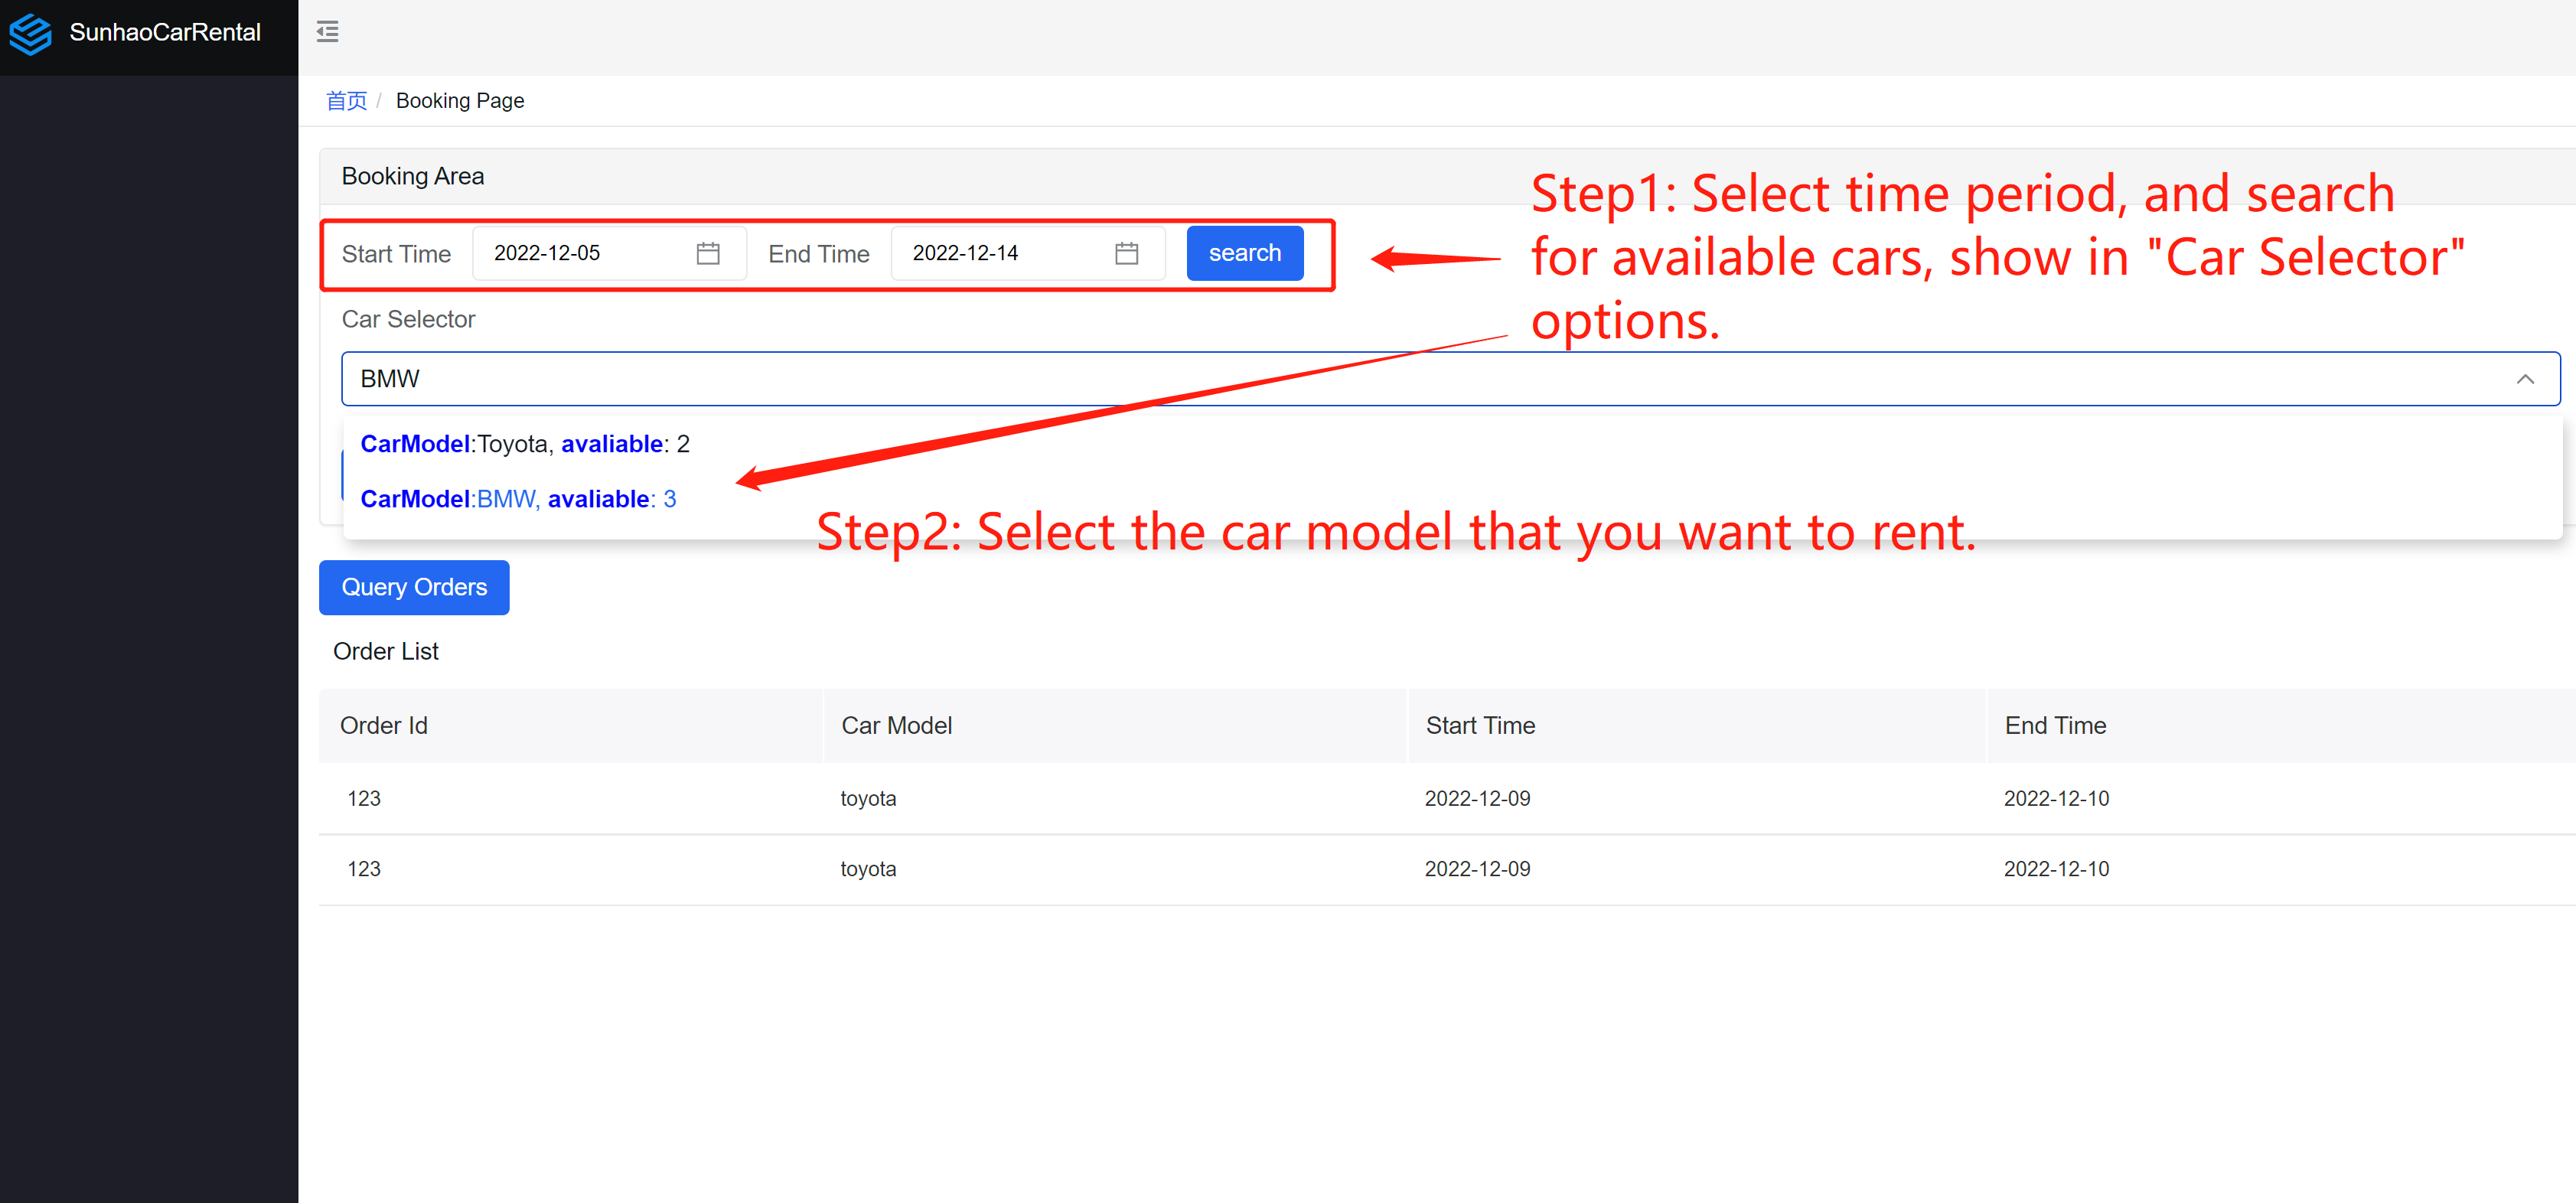 SunhaoCarRental
首页 / Booking Page
Booking Area
Start Time 2022-12-05 End Time 2022-12-14 search
Step1: Select time period, and search
for available cars, show in "Car Selector"
options.
Car Selector
BMW
CarModel:Toyota, avaliable: 2
CarModel:BMW, avaliable: 3
Step2: Select the car model that you want to rent.
Query Orders
Order List
Order Id Car Model Start Time End Time
123 toyota 2022-12-09 2022-12-10
123 toyota 2022-12-09 2022-12-10